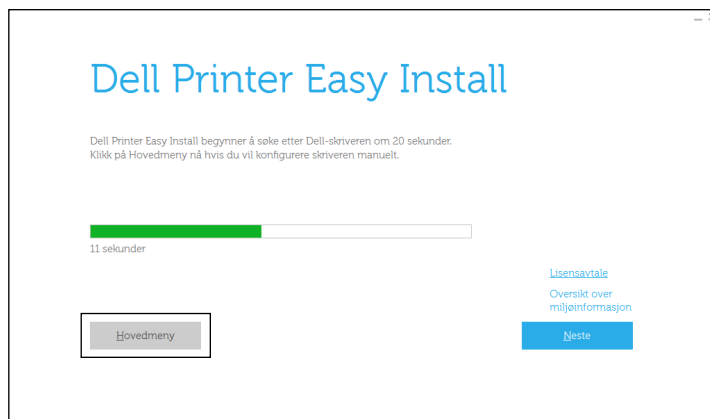 Dell Printer Easy Install
Dell Printer Easy Install begynner å søke etter Dell-skriveren om 20 sekunder.
Klikk på Hovedmeny nå hvis du vil konfigurere skriveren manuelt.
11 sekunder
Lisensavtale
Oversikt over
miljøinformasjon
Hovedmeny
Neste